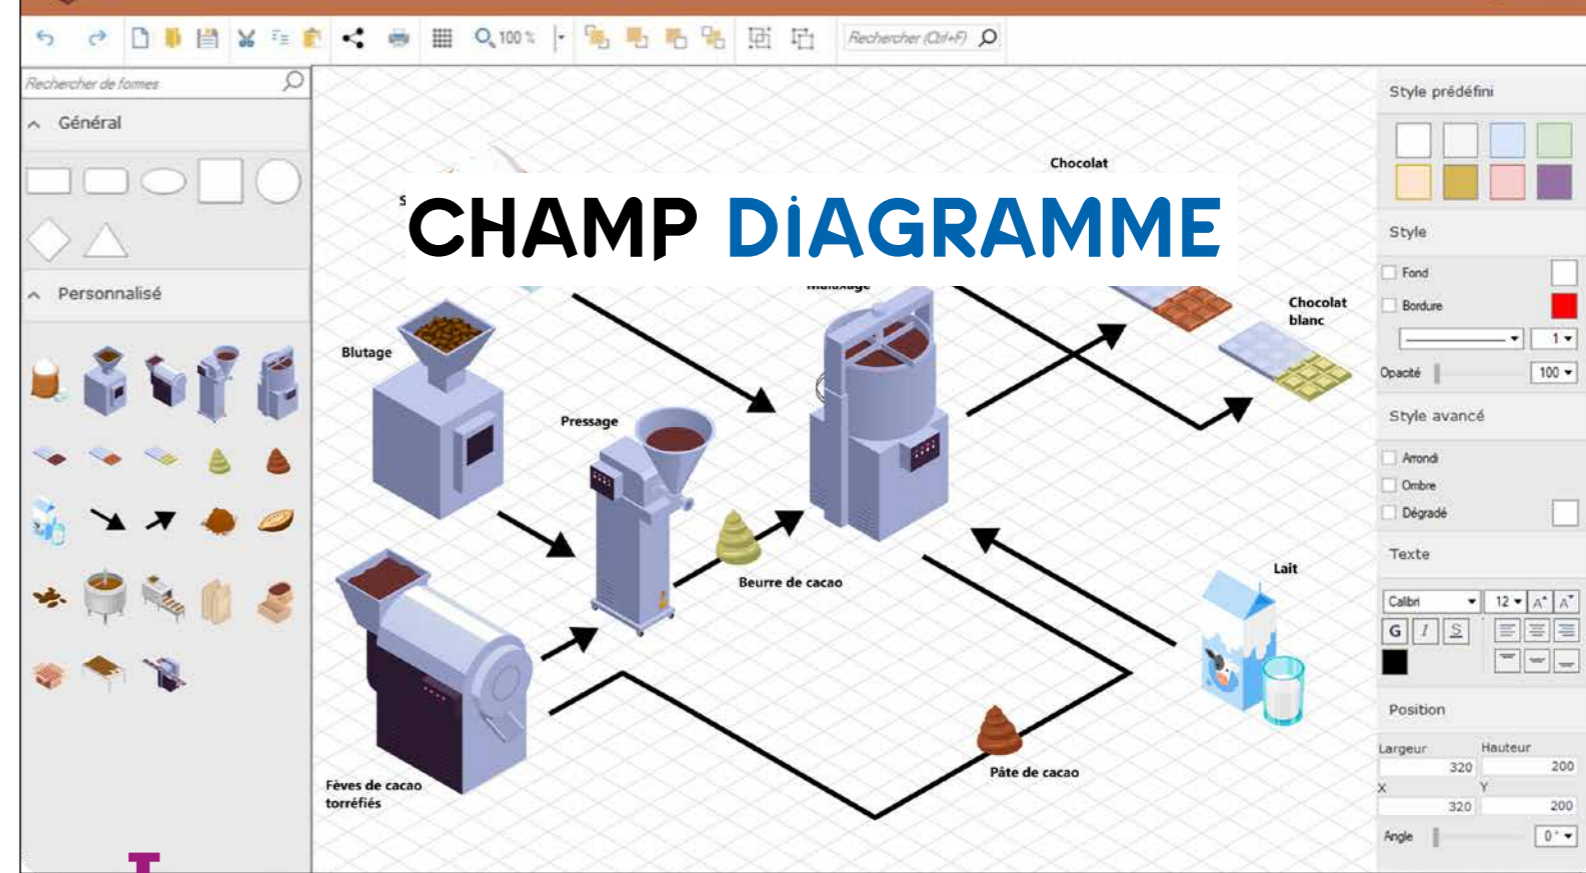 100 %
Rechercher (Ctrl+F)
Rechercher de formes
Général
Personnalisé
CHAMP DIAGRAMME
Chocolat
Chocolat
blanc
Blutage
Pressage
Beurre de cacao
Lait
Pâte de cacao
Fèves de cacao
torréfiés
Style prédéfini
Style
Fond
Bordure
1
Opacité 100
Style avancé
Arrondi
Ombre
Dégradé
Texte
Calibri 12 A A
G I S
Position
Largeur Hauteur
320 200
X Y
320 200
Angle 0 °